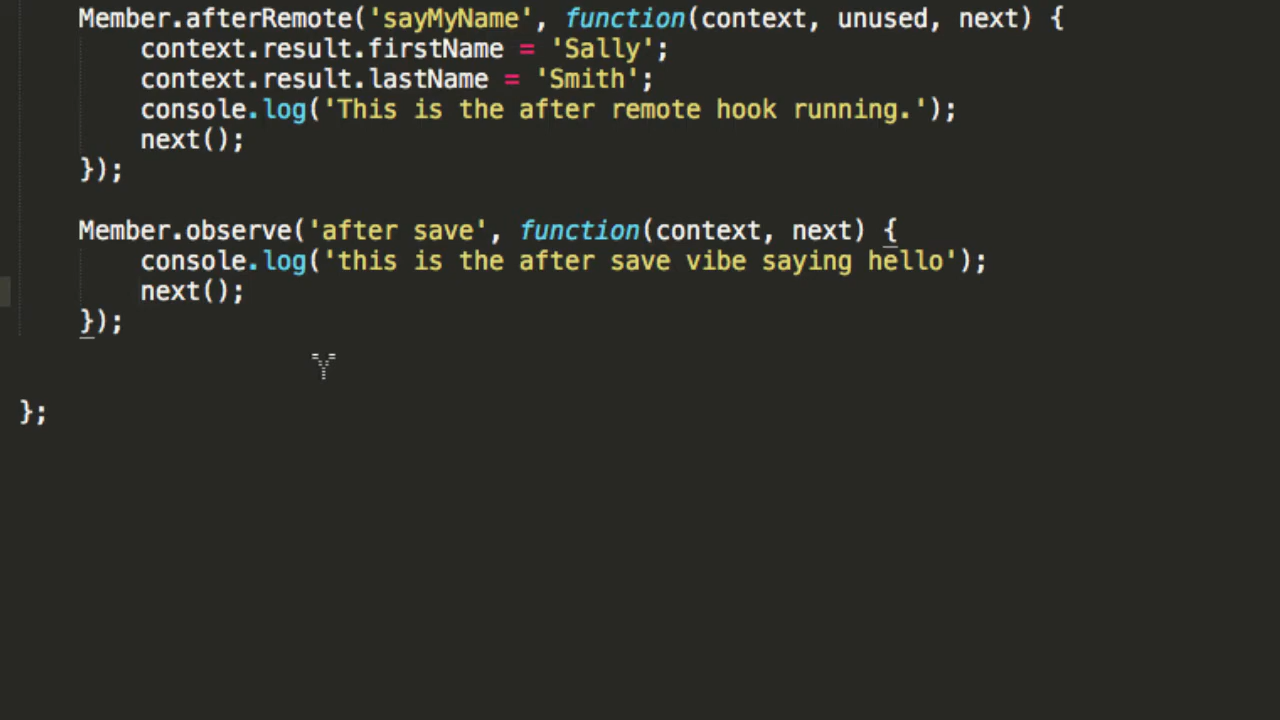 Member.afterRemote('sayMyName', function(context, unused, next) {
context.result.firstName = 'Sally';
context.result.lastName = 'Smith';
console.log('This is the after remote hook running.');
next();
});
Member.observe('after save', function(context, next) {
console.log('this is the after save vibe saying hello');
next();
});
};